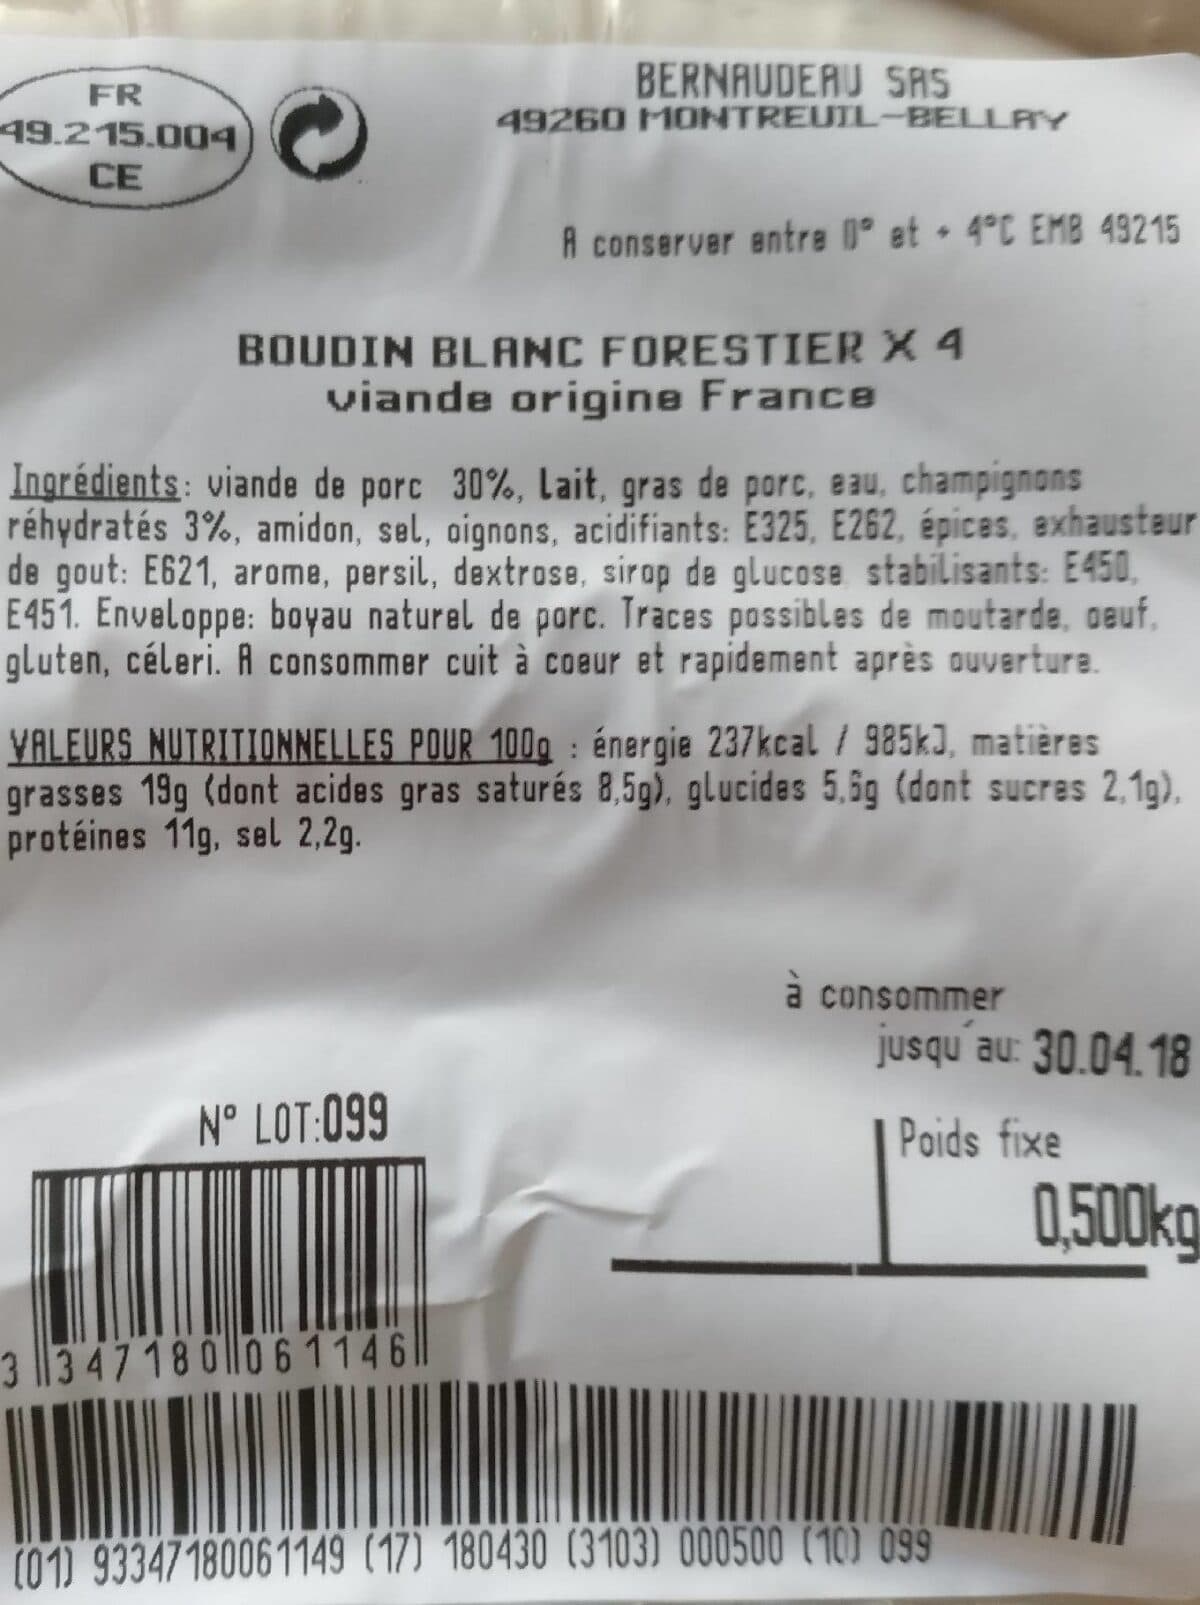 FR
49.215.004
CE
BERNAUDEAU SAS
49260 MONTREUIL-BELLAY
A conserver entre 0° et + 4°C EMB 49215
BOUDIN BLANC FORESTIER X 4
viande origine France
Ingrédients: viande de porc 30%, Lait, gras de porc, eau, champignons
réhydratés 3%, amidon, sel, oignons, acidifiants: E325, E262, épices, exhausteur
de gout: E621, arome, persil, dextrose, sirop de glucose stabilisants: E450,
E451. Enveloppe: boyau naturel de porc. Traces possibles de moutarde, oeuf,
gluten, céleri. A consommer cuit à coeur et rapidement après ouverture.
VALEURS NUTRITIONNELLES POUR 100g : énergie 237kcal / 985kJ, matières
grasses 19g (dont acides gras saturés 8,5g), glucides 5,6g (dont sucres 2,1g),
protéines 11g, sel 2,2g.
à consommer
jusqu'au: 30.04.18
N° LOT:099
Poids fixe
0,500kg
3 347180 061146
(01) 93347180061149 (17) 180430 (3103) 000500 (10) 099